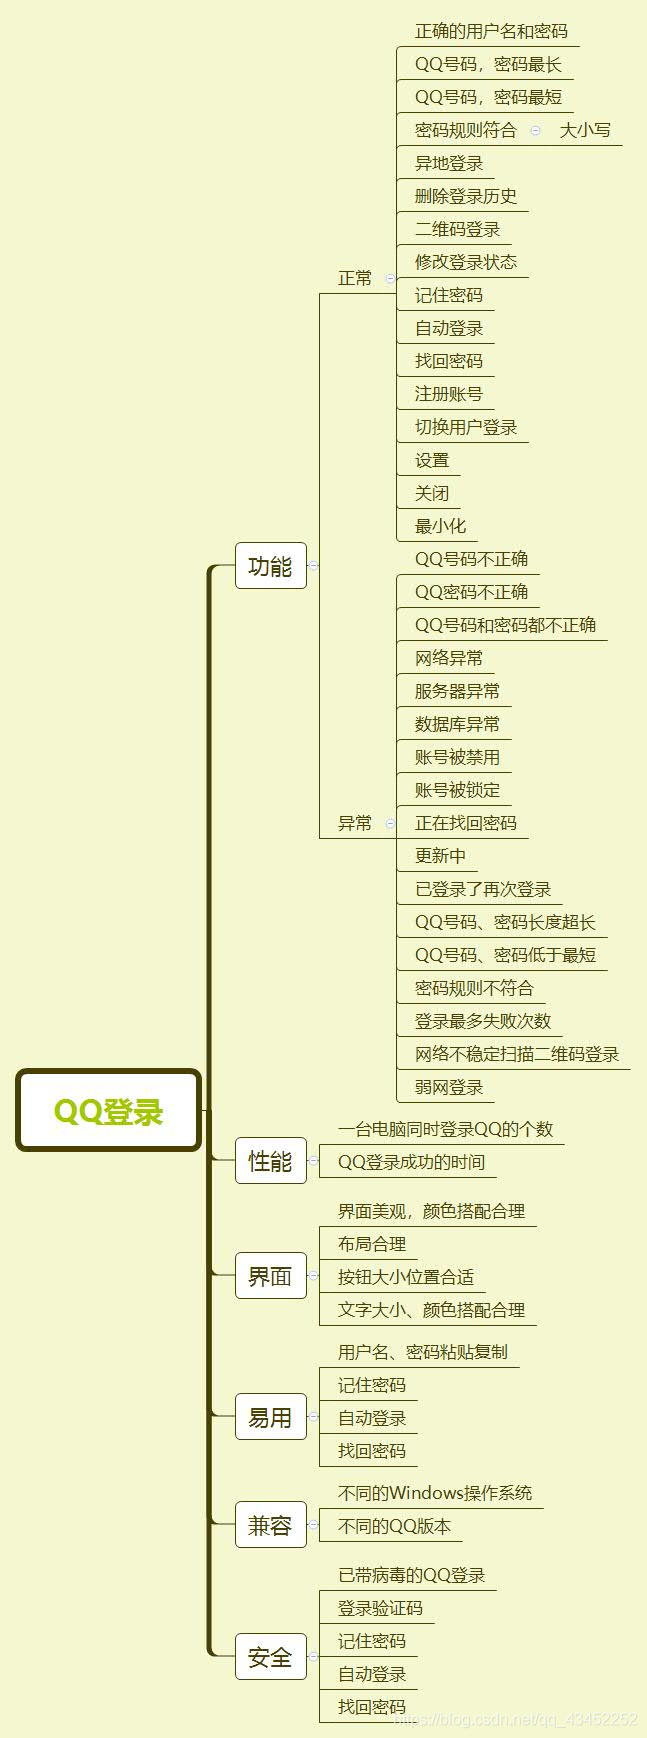 正确的用户名和密码
QQ号码，密码最长
QQ号码，密码最短
密码规则符合 大小写
异地登录
删除登录历史
二维码登录
修改登录状态
正常
记住密码
自动登录
找回密码
注册账号
切换用户登录
设置
关闭
最小化
功能
QQ号码不正确
QQ密码不正确
QQ号码和密码都不正确
网络异常
服务器异常
数据库异常
账号被禁用
账号被锁定
异常
正在找回密码
更新中
已登录了再次登录
QQ号码、密码长度超长
QQ号码、密码低于最短
密码规则不符合
登录最多失败次数
网络不稳定扫描二维码登录
弱网登录
QQ登录
性能
一台电脑同时登录QQ的个数
QQ登录成功的时间
界面
界面美观，颜色搭配合理
布局合理
按钮大小位置合适
文字大小、颜色搭配合理
易用
用户名、密码粘贴复制
记住密码
自动登录
找回密码
兼容
不同的Windows操作系统
不同的QQ版本
安全
已带病毒的QQ登录
登录验证码
记住密码
自动登录
找回密码
https://blog.csdn.net/qq_43452252